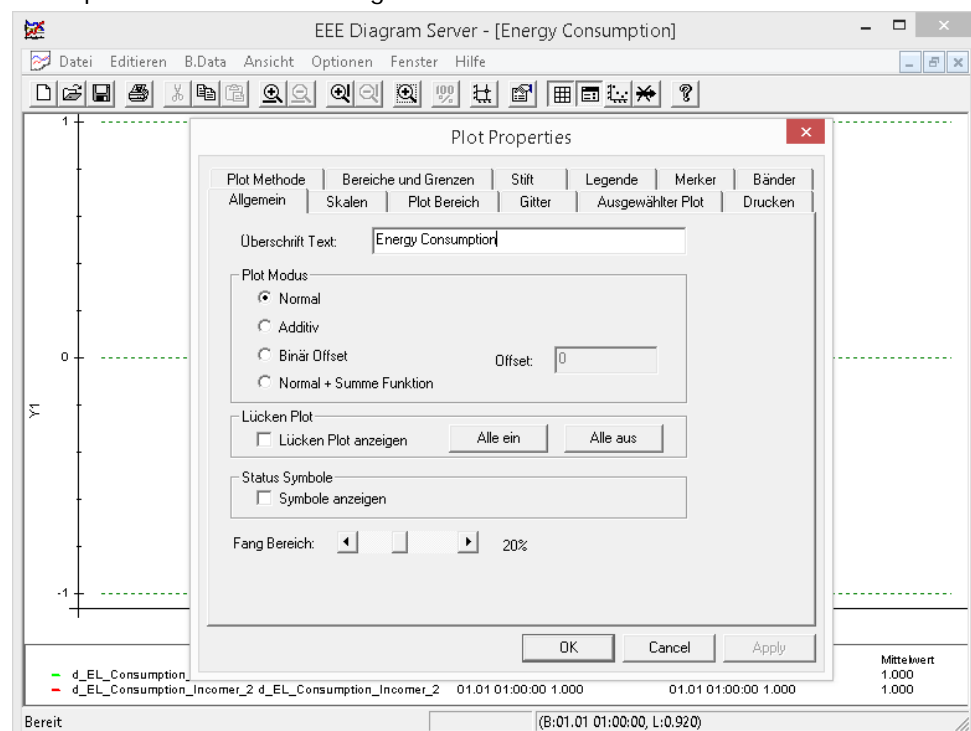 EEE Diagram Server - [Energy Consumption]
Datei Editieren B.Data Ansicht Optionen Fenster Hilfe
100 %
1
Plot Properties
Plot Methode Bereiche und Grenzen Stift Legende Merker Bänder
Allgemein Skalen Plot Bereich Gitter Ausgewählter Plot Drucken
Überschrift Text: Energy Consumption
Plot Modus
Normal
Additiv
0
Binär Offset Offset: 0
Normal + Summe Funktion
Y1
Lücken Plot
Lücken Plot anzeigen Alle ein Alle aus
Status Symbole
Symbole anzeigen
Fang Bereich: 20%
-1
OK Cancel Apply
Mittelwert
d_EL_Consumption_ 1.000
d_EL_Consumption_Incomer_2 d_EL_Consumption_Incomer_2 01.01 01:00:00 1.000 01.01 01:00:00 1.000 1.000
Bereit (B:01.01 01:00:00, L:0.920)